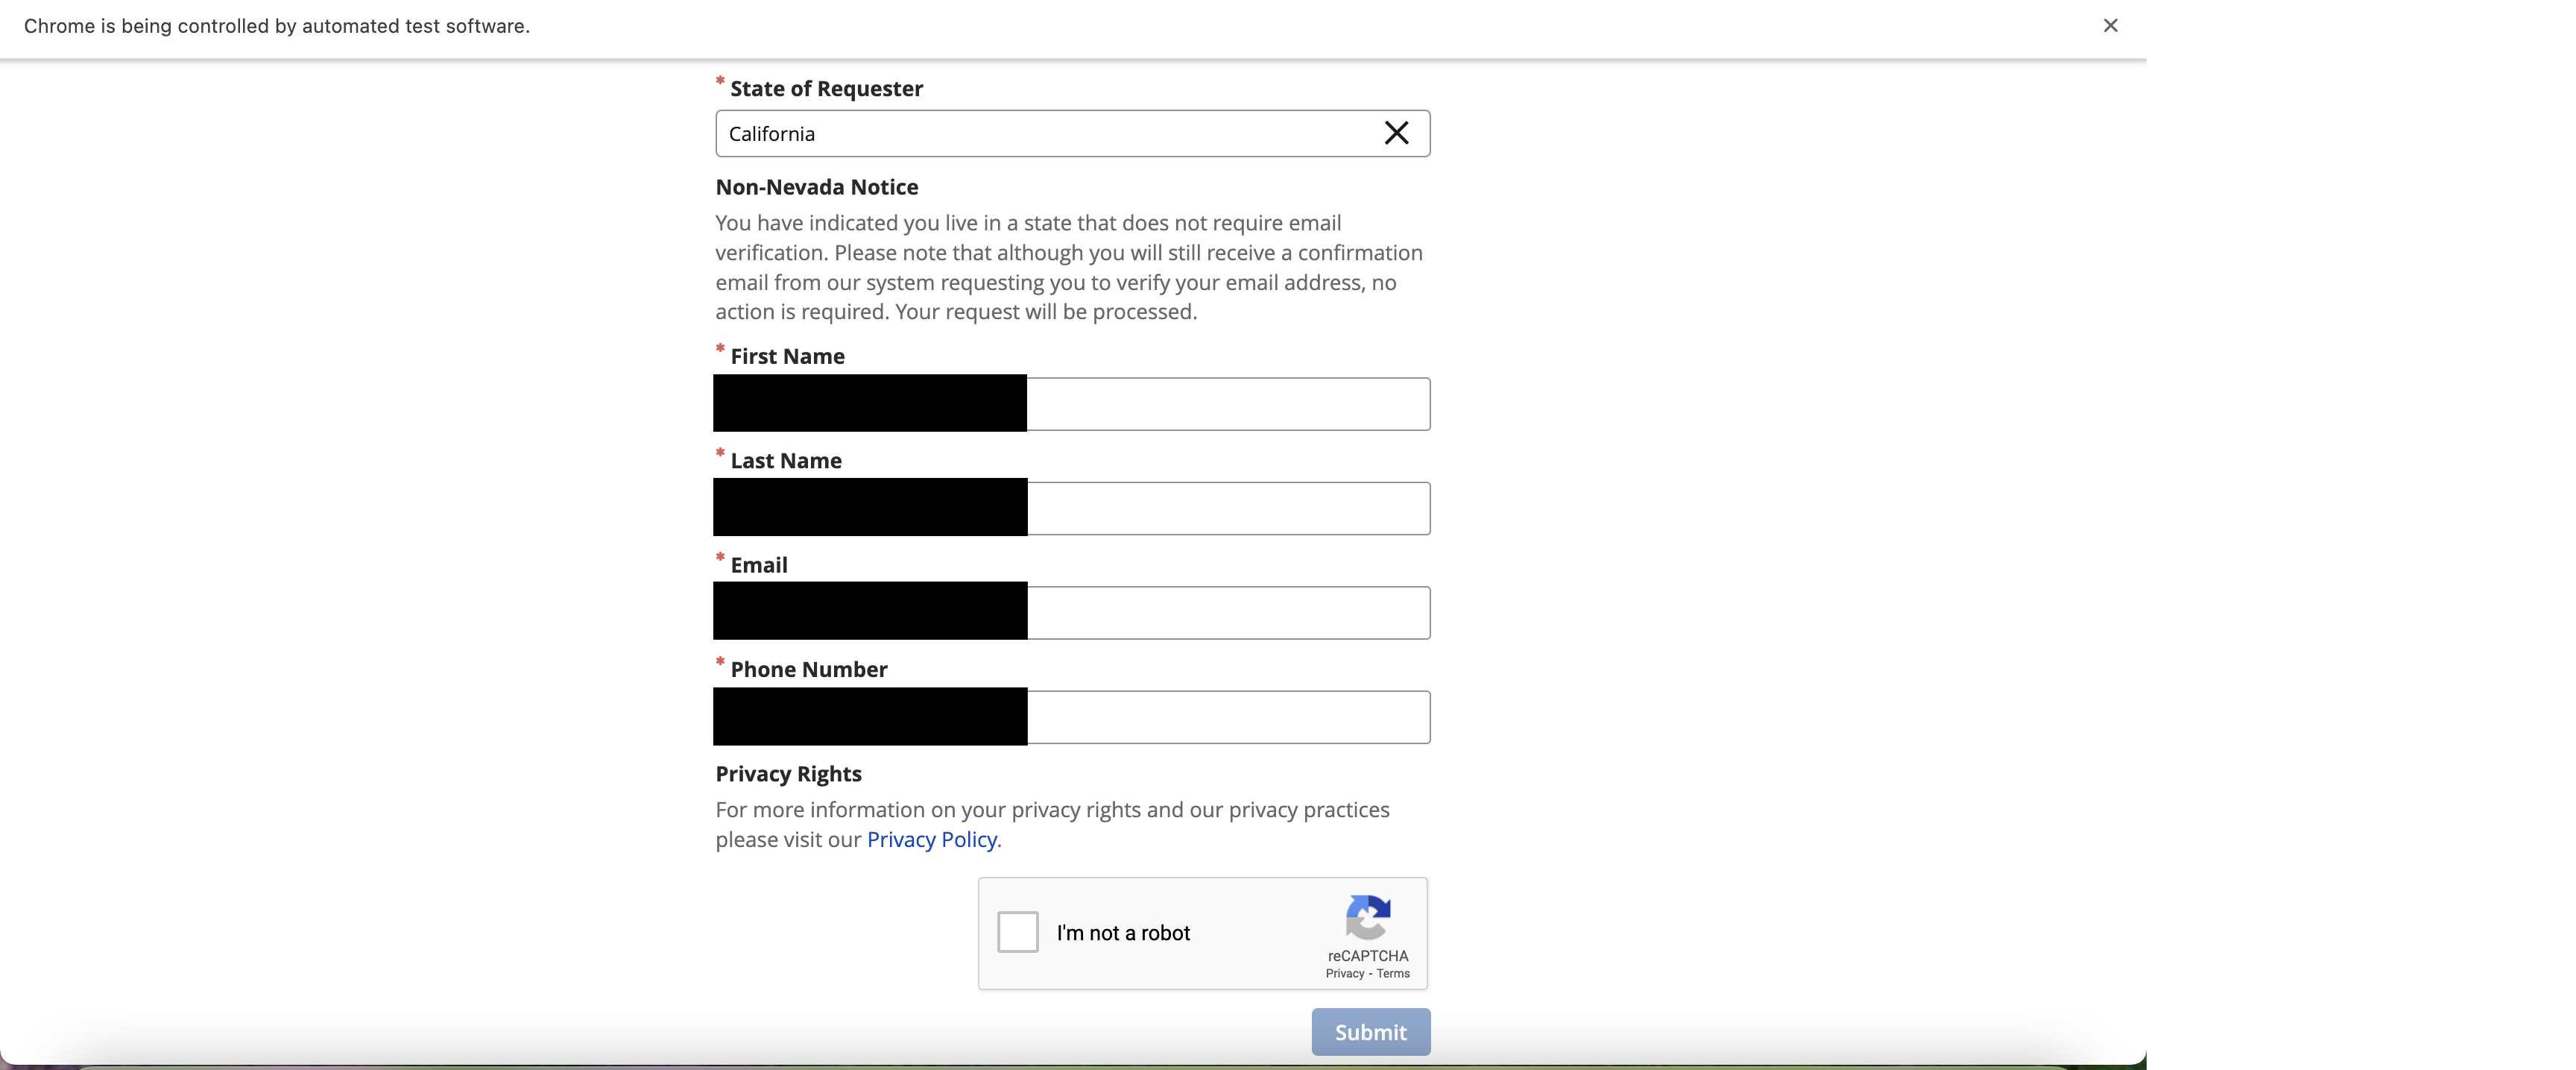 Chrome is being controlled by automated test software.
* State of Requester
California
Non-Nevada Notice
You have indicated you live in a state that does not require email
verification. Please note that although you will still receive a confirmation
email from our system requesting you to verify your email address, no
action is required. Your request will be processed.
* First Name
* Last Name
* Email
* Phone Number
Privacy Rights
For more information on your privacy rights and our privacy practices
please visit our Privacy Policy.
I'm not a robot
reCAPTCHA
Privacy - Terms
Submit